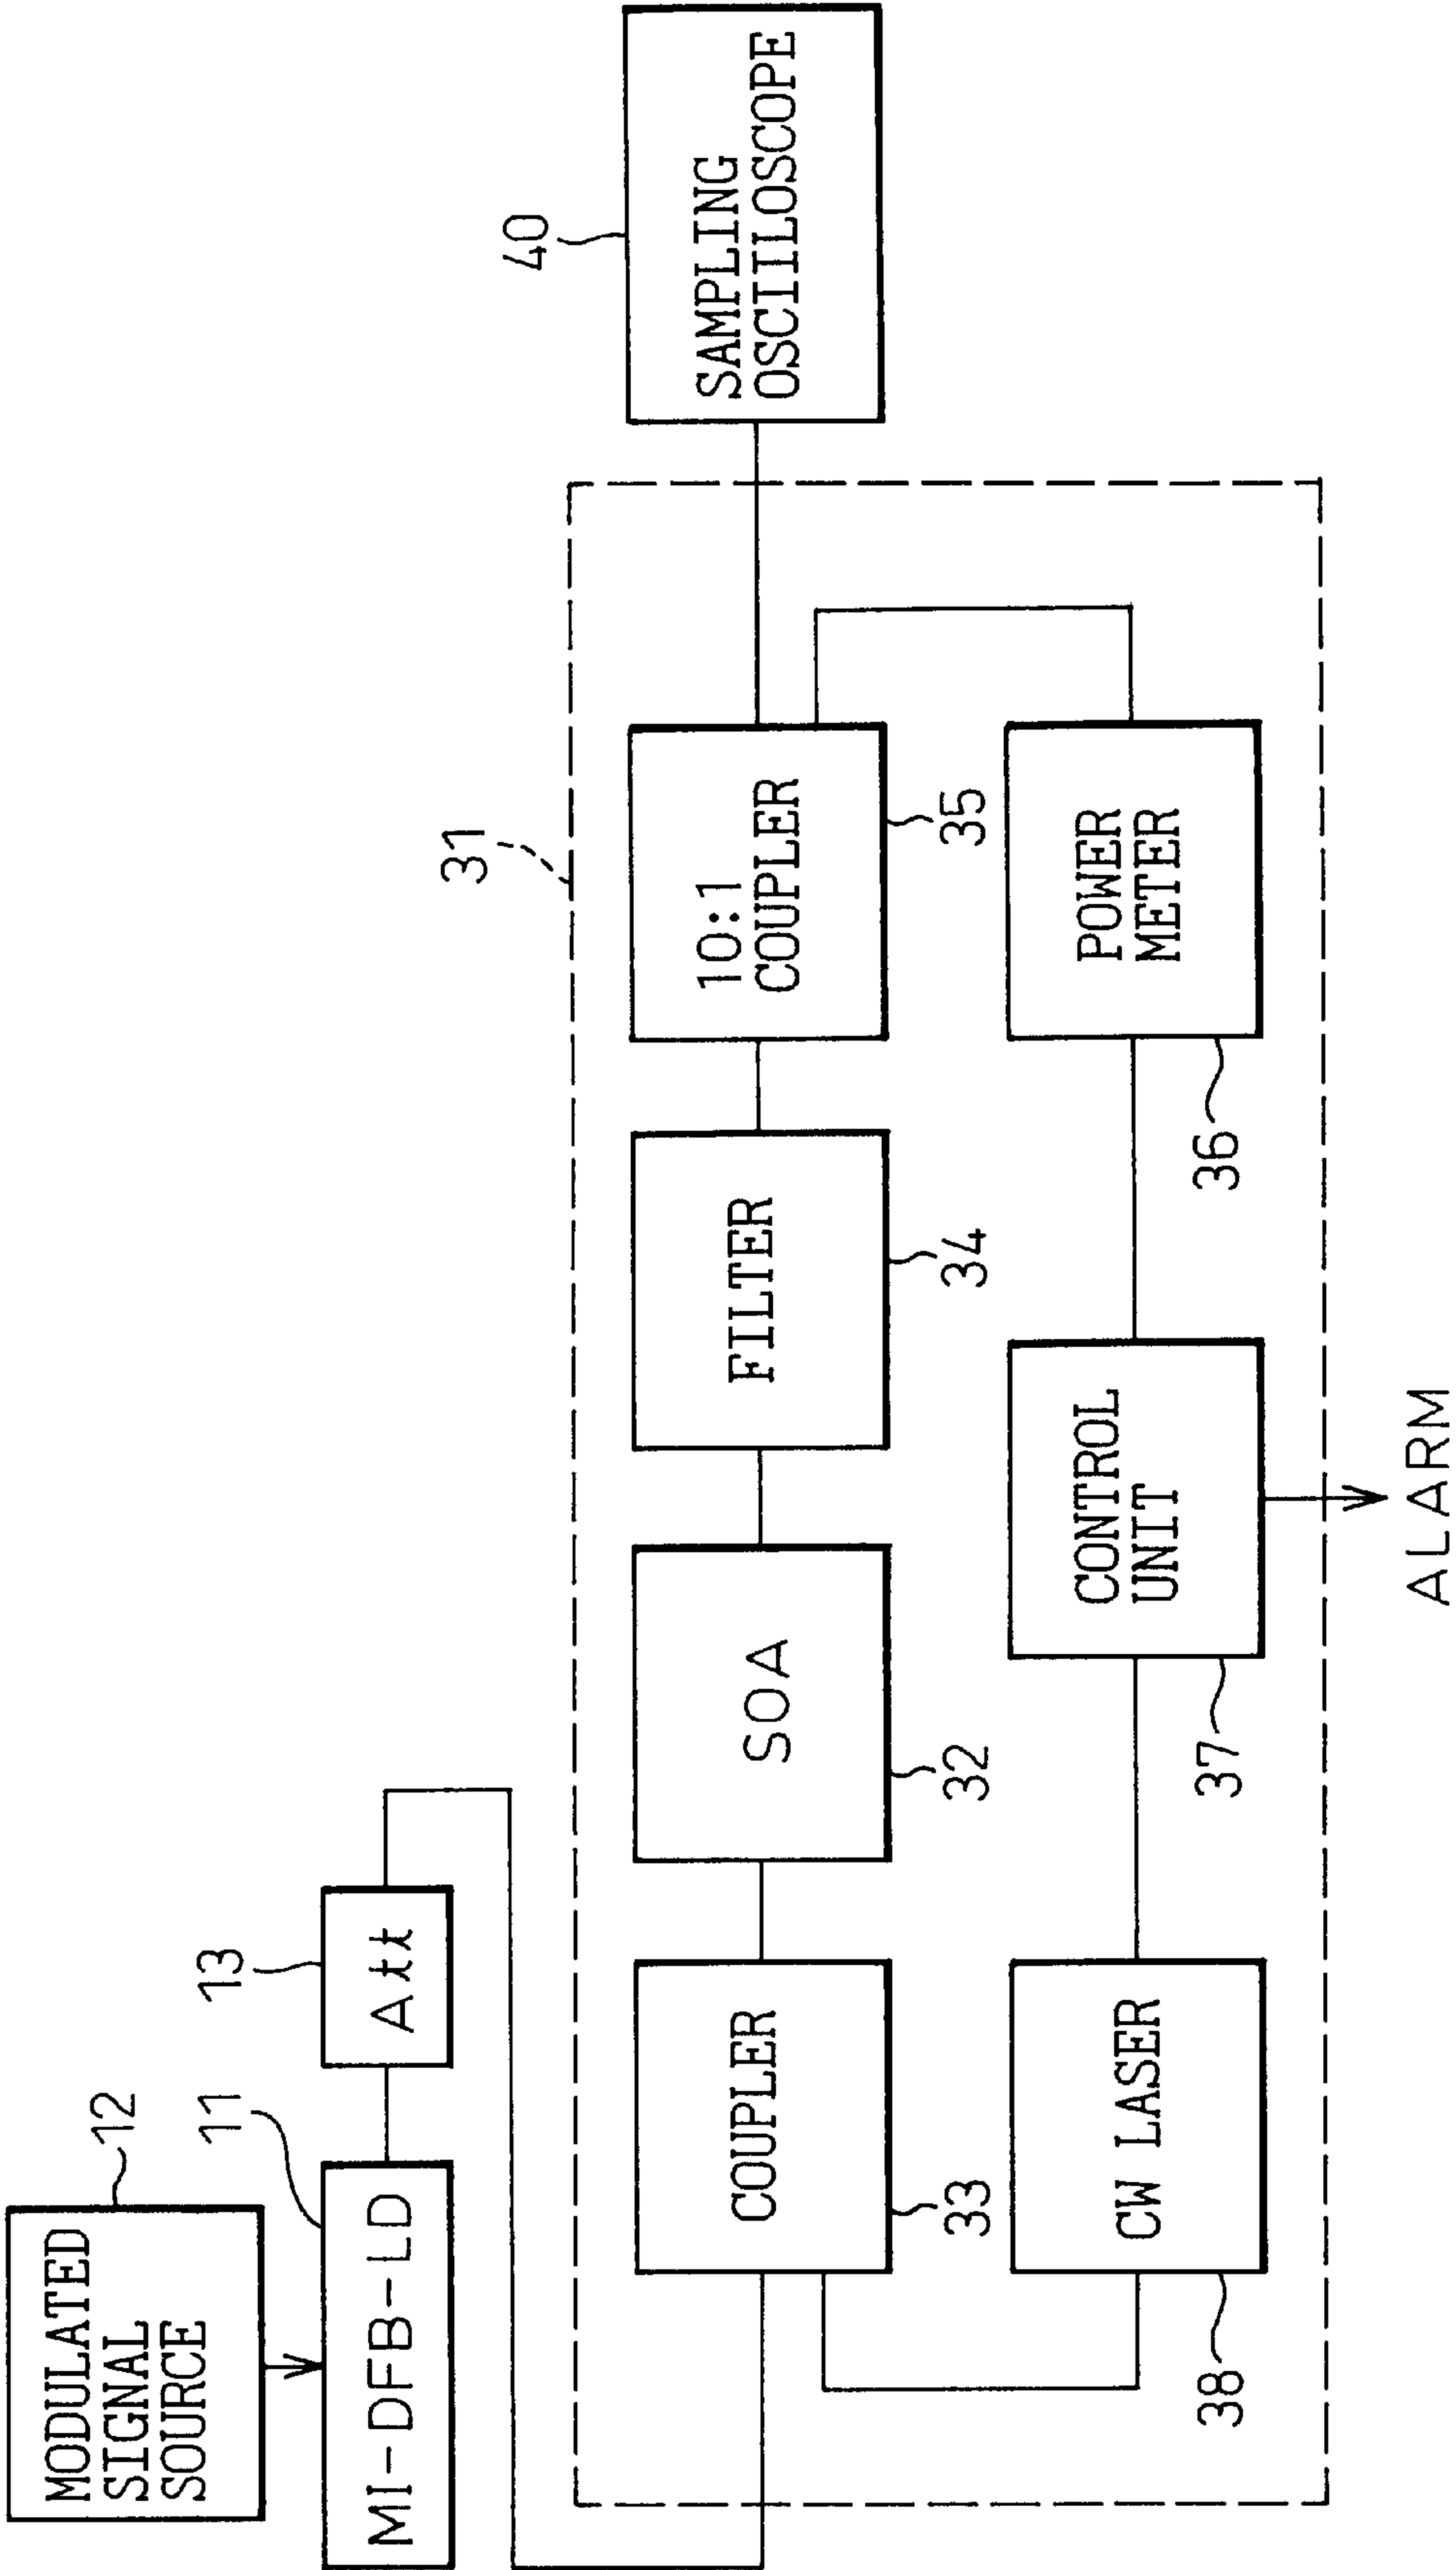 MODULATED
SIGNAL
SOURCE
12
11
MI-DFB-LD
13
Att
31
40
COUPLER
33
SOA
32
FILTER
34
10:1
COUPLER
35
SAMPLING
OSCIILOSCOPE
CW LASER
38
CONTROL
UNIT
37
POWER
METER
36
ALARM